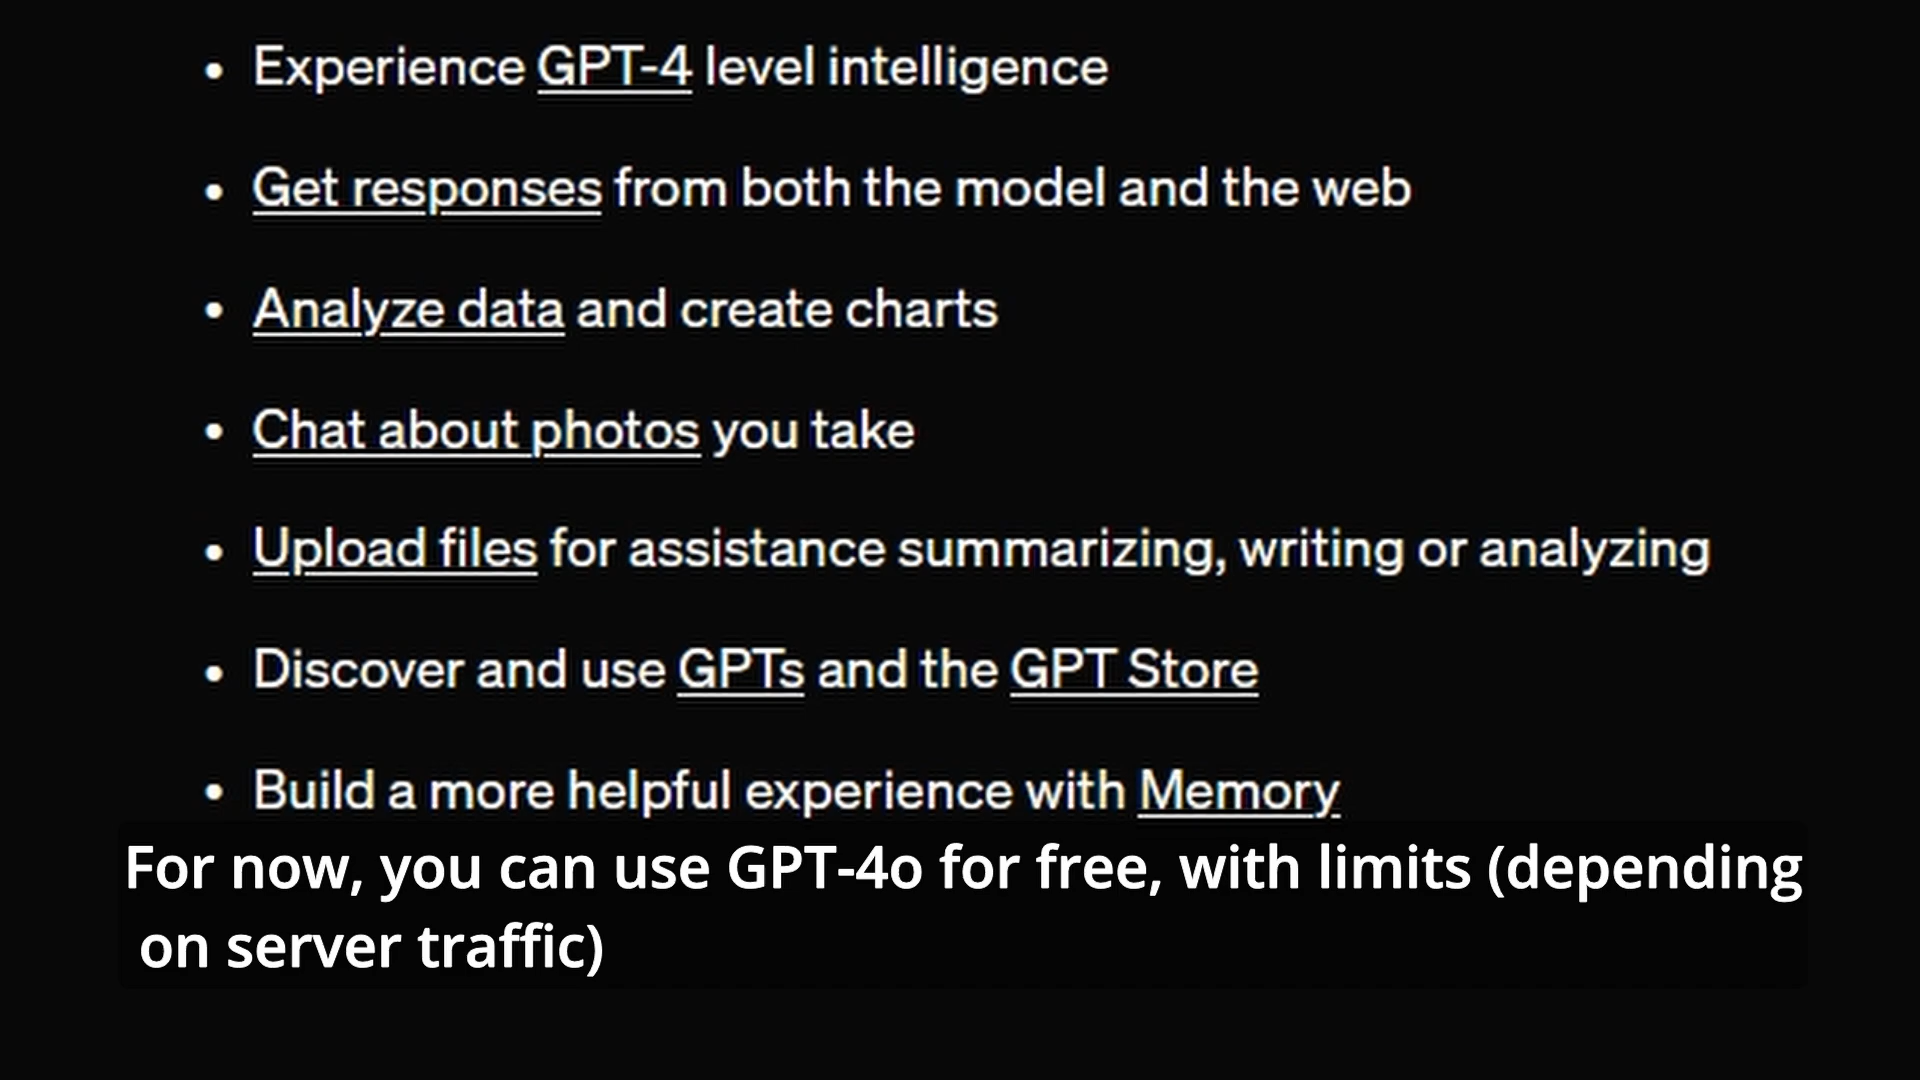 • Experience GPT-4 level intelligence
• Get responses from both the model and the web
• Analyze data and create charts
• Chat about photos you take
• Upload files for assistance summarizing, writing or analyzing
• Discover and use GPTs and the GPT Store
• Build a more helpful experience with Memory
For now, you can use GPT-4o for free, with limits (depending
on server traffic)